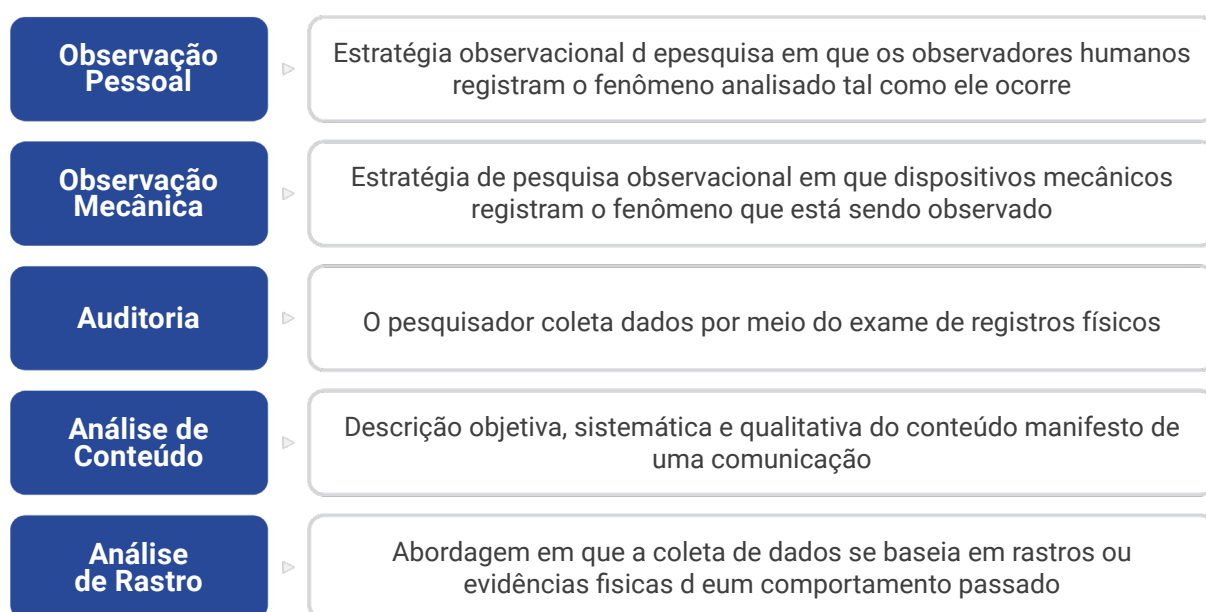 Observação
Pessoal
Estratégia observacional d epesquisa em que os observadores humanos
registram o fenômeno analisado tal como ele ocorre
Observação
Mecânica
Estratégia de pesquisa observacional em que dispositivos mecânicos
registram o fenômeno que está sendo observado
Auditoria
O pesquisador coleta dados por meio do exame de registros físicos
Análise de
Conteúdo
Descrição objetiva, sistemática e qualitativa do conteúdo manifesto de
uma comunicação
Análise
de Rastro
Abordagem em que a coleta de dados se baseia em rastros ou
evidências fisicas d eum comportamento passado